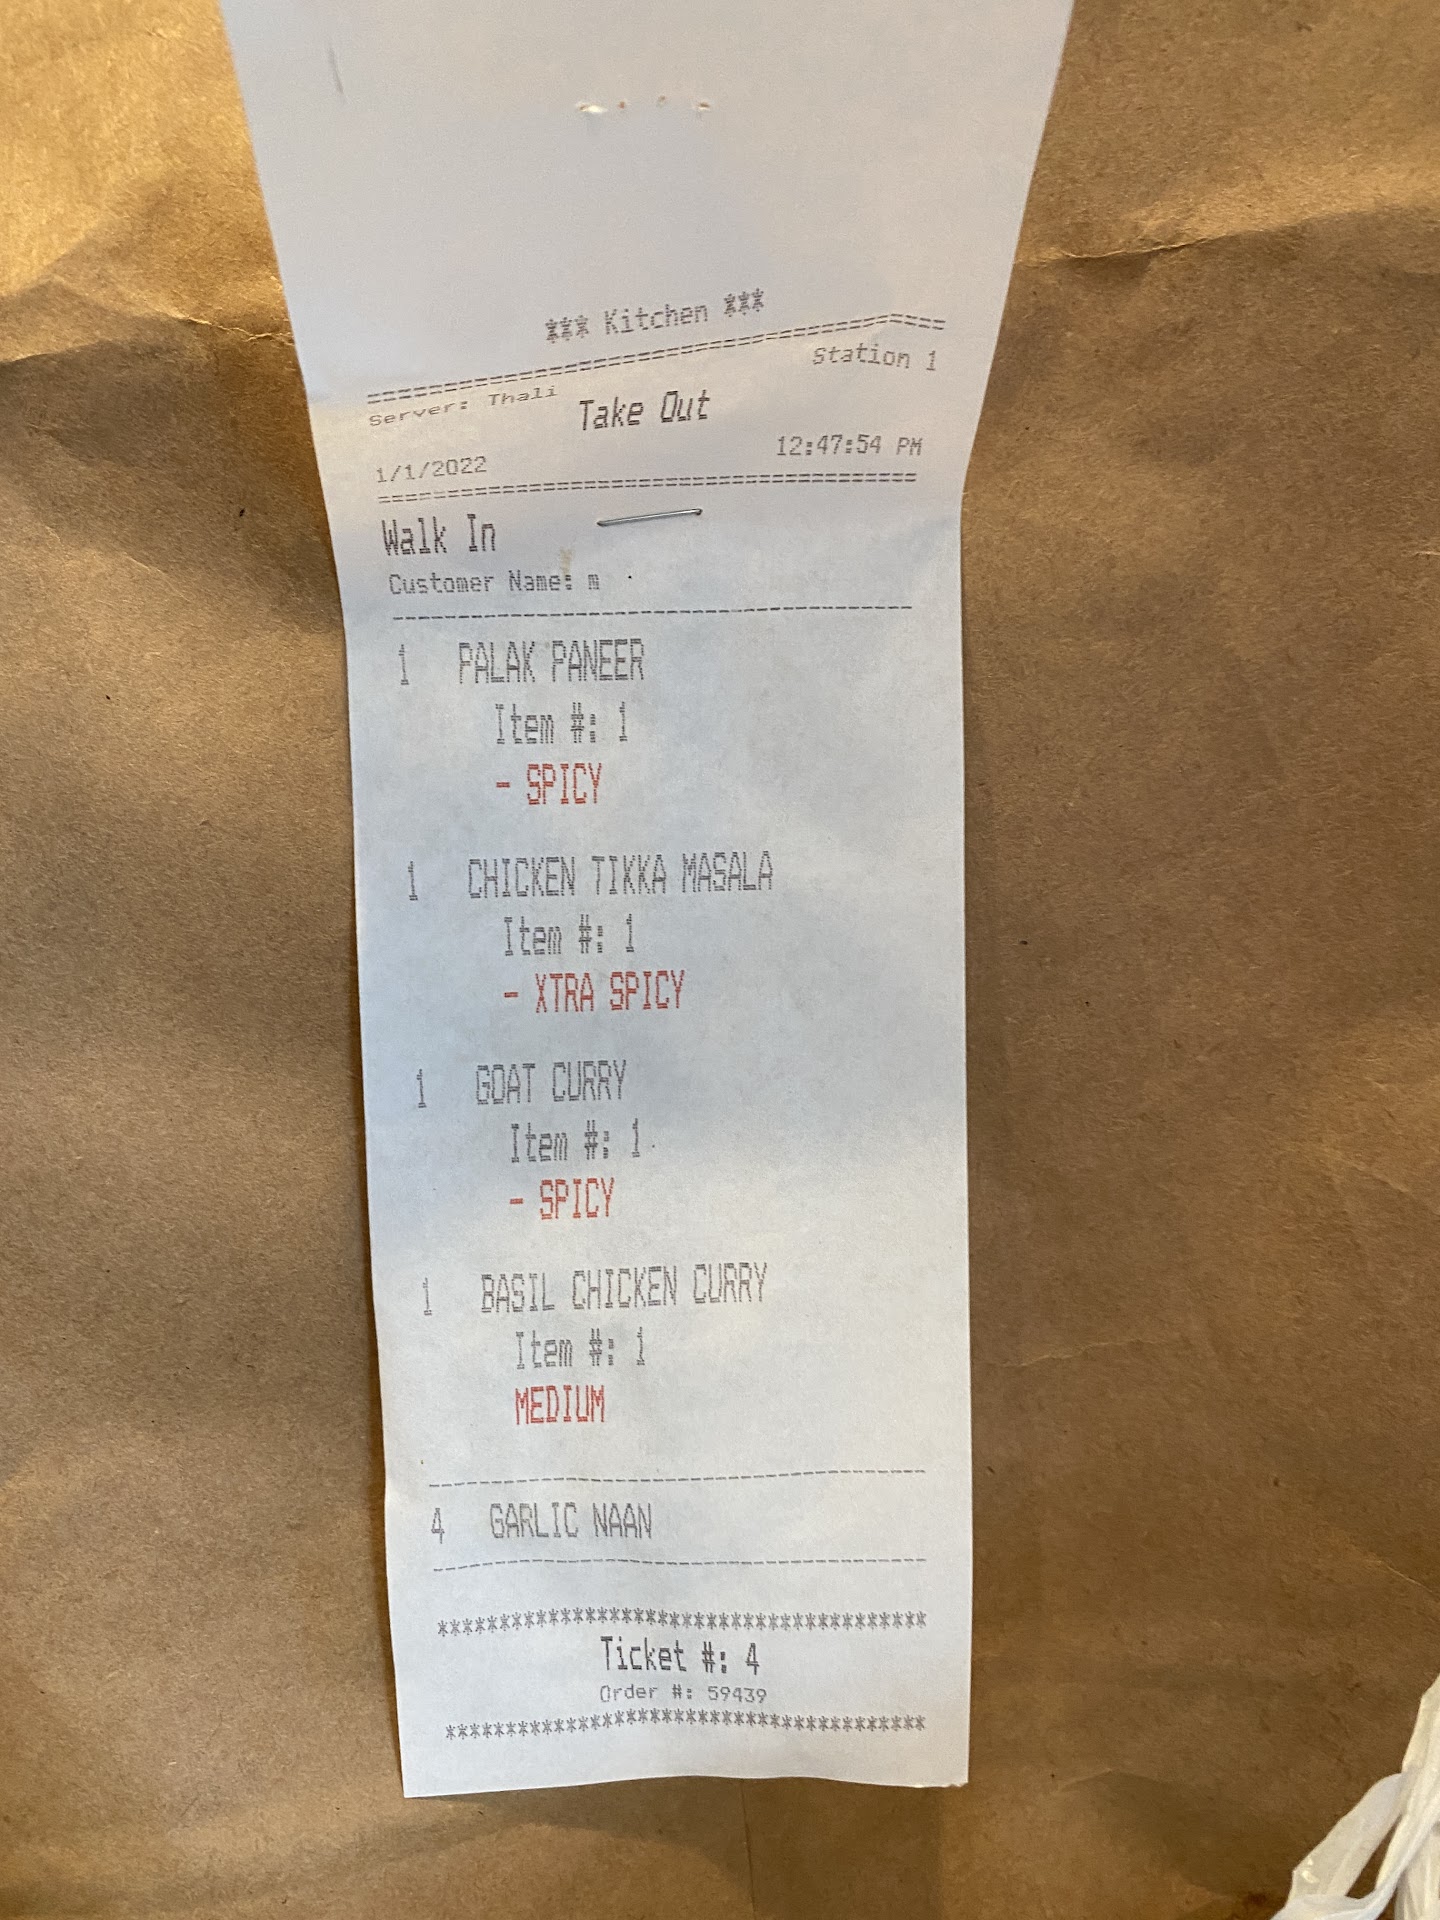 *** Kitchen ***
========================================
Server: Thali Station 1
Take Out
1/1/2022 12:47:54 PM
========================================
Walk In
Customer Name: m
----------------------------------------
1 PALAK PANEER
Item #: 1
- SPICY
1 CHICKEN TIKKA MASALA
Item #: 1
- XTRA SPICY
1 GOAT CURRY
Item #: 1
- SPICY
1 BASIL CHICKEN CURRY
Item #: 1
MEDIUM
----------------------------------------
4 GARLIC NAAN
----------------------------------------
****************************************
Ticket #: 4
Order #: 59439
****************************************